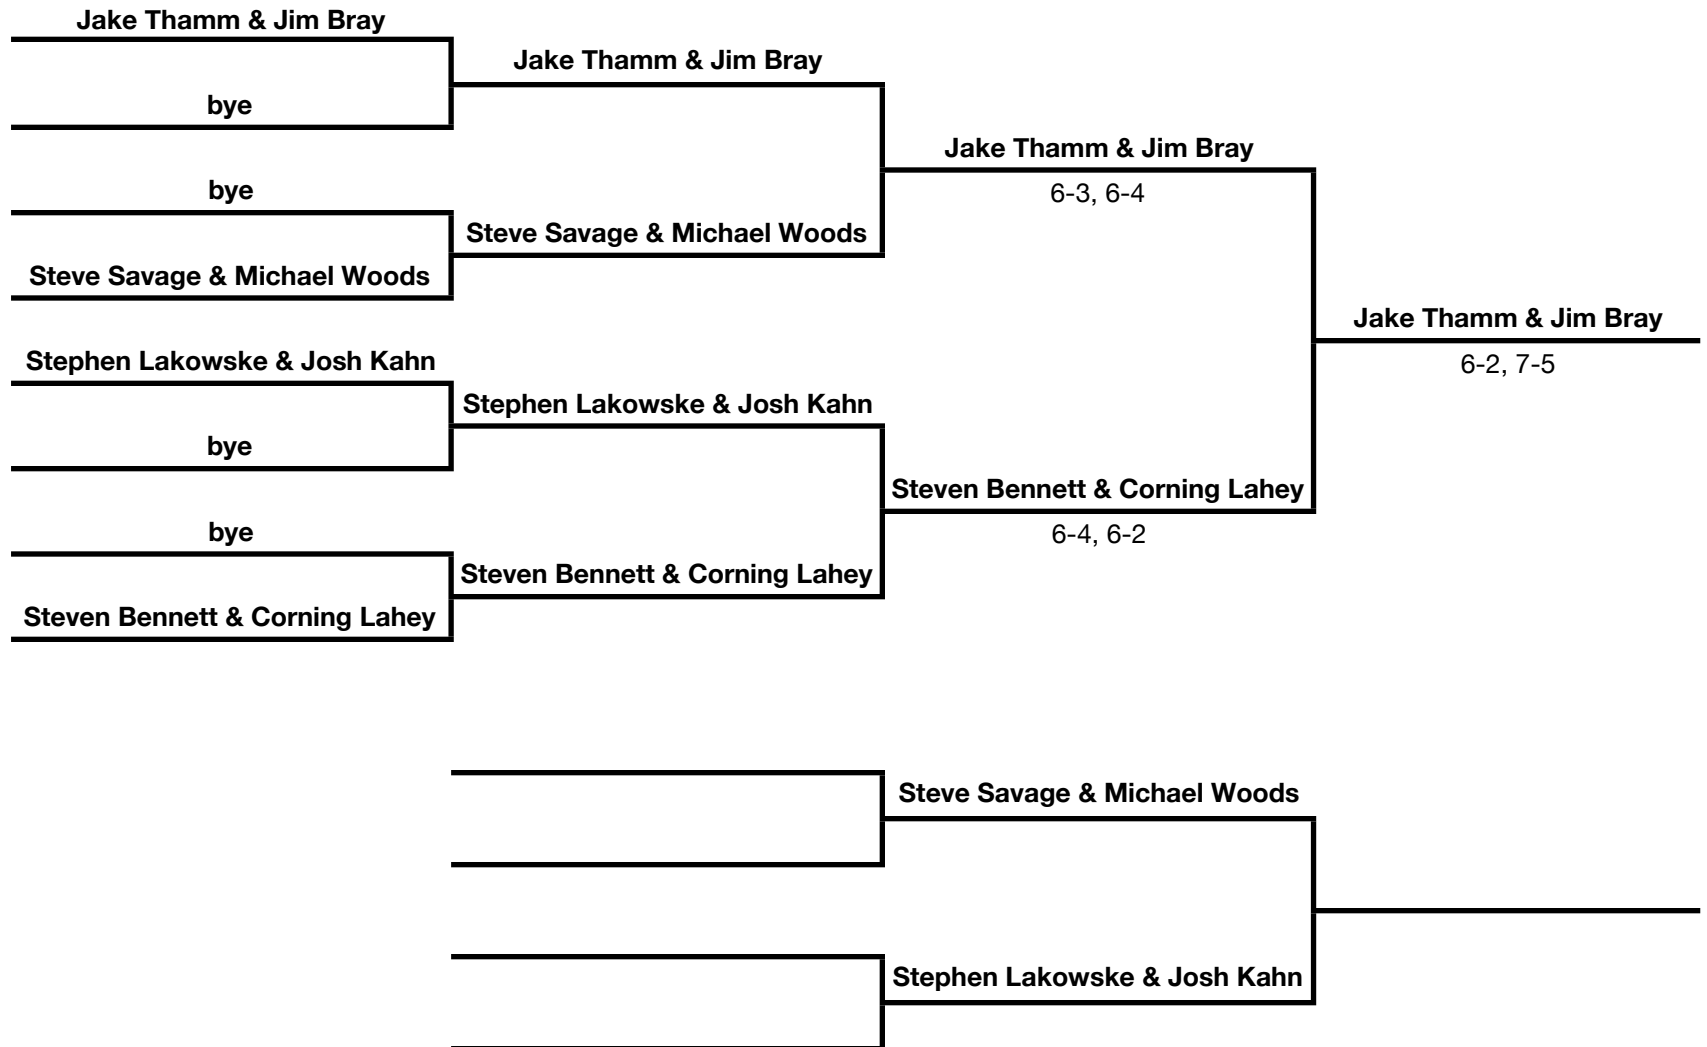 Jake Thamm & Jim Bray
Jake Thamm & Jim Bray
bye
Jake Thamm & Jim Bray
bye
6-3, 6-4
Steve Savage & Michael Woods
Steve Savage & Michael Woods
Jake Thamm & Jim Bray
Stephen Lakowske & Josh Kahn
6-2, 7-5
Stephen Lakowske & Josh Kahn
bye
Steven Bennett & Corning Lahey
bye
6-4, 6-2
Steven Bennett & Corning Lahey
Steven Bennett & Corning Lahey
Steve Savage & Michael Woods
Stephen Lakowske & Josh Kahn